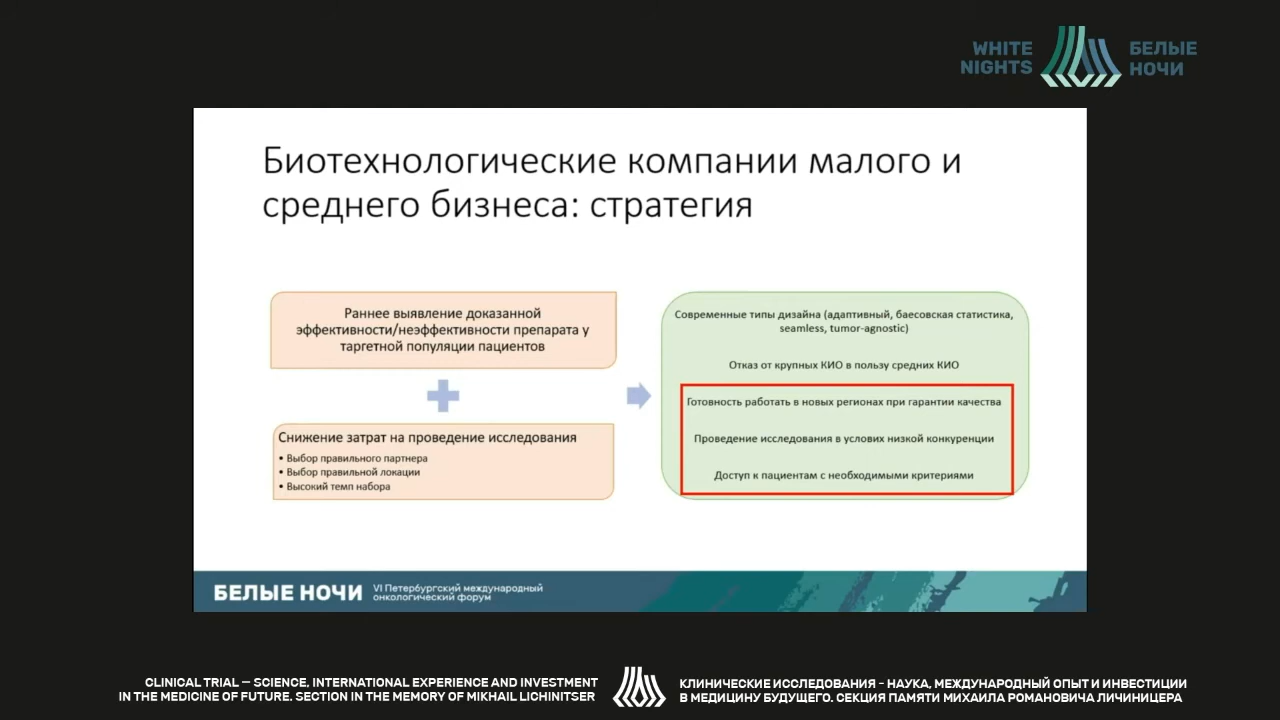 WHITE
NIGHTS
БЕЛЫЕ
НОЧИ
Биотехнологические компании малого и
среднего бизнеса: стратегия
Раннее выявление доказанной
эффективности/неэффективности препарата у
таргетной популяции пациентов
Снижение затрат на проведение исследования
• Выбор правильного партнера
• Выбор правильной локации
• Высокий темп набора
Современные типы дизайна (адаптивный, баесовская статистика,
seamless, tumor-agnostic)
Отказ от крупных КИО в пользу средних КИО
Готовность работать в новых регионах при гарантии качества
Проведение исследования в услових низкой конкуренции
Доступ к пациентам с необходимыми критериями
БЕЛЫЕ НОЧИ
VI Петербургский международный
онкологический форум
CLINICAL TRIAL – SCIENCE, INTERNATIONAL EXPERIENCE AND INVESTMENT
IN THE MEDICINE OF FUTURE. SECTION IN THE MEMORY OF MIKHAIL LICHINITSER
КЛИНИЧЕСКИЕ ИССЛЕДОВАНИЯ - НАУКА, МЕЖДУНАРОДНЫЙ ОПЫТ И ИНВЕСТИЦИИ
В МЕДИЦИНУ БУДУЩЕГО. СЕКЦИЯ ПАМЯТИ МИХАИЛА РОМАНОВИЧА ЛИЧИНИЦЕРА